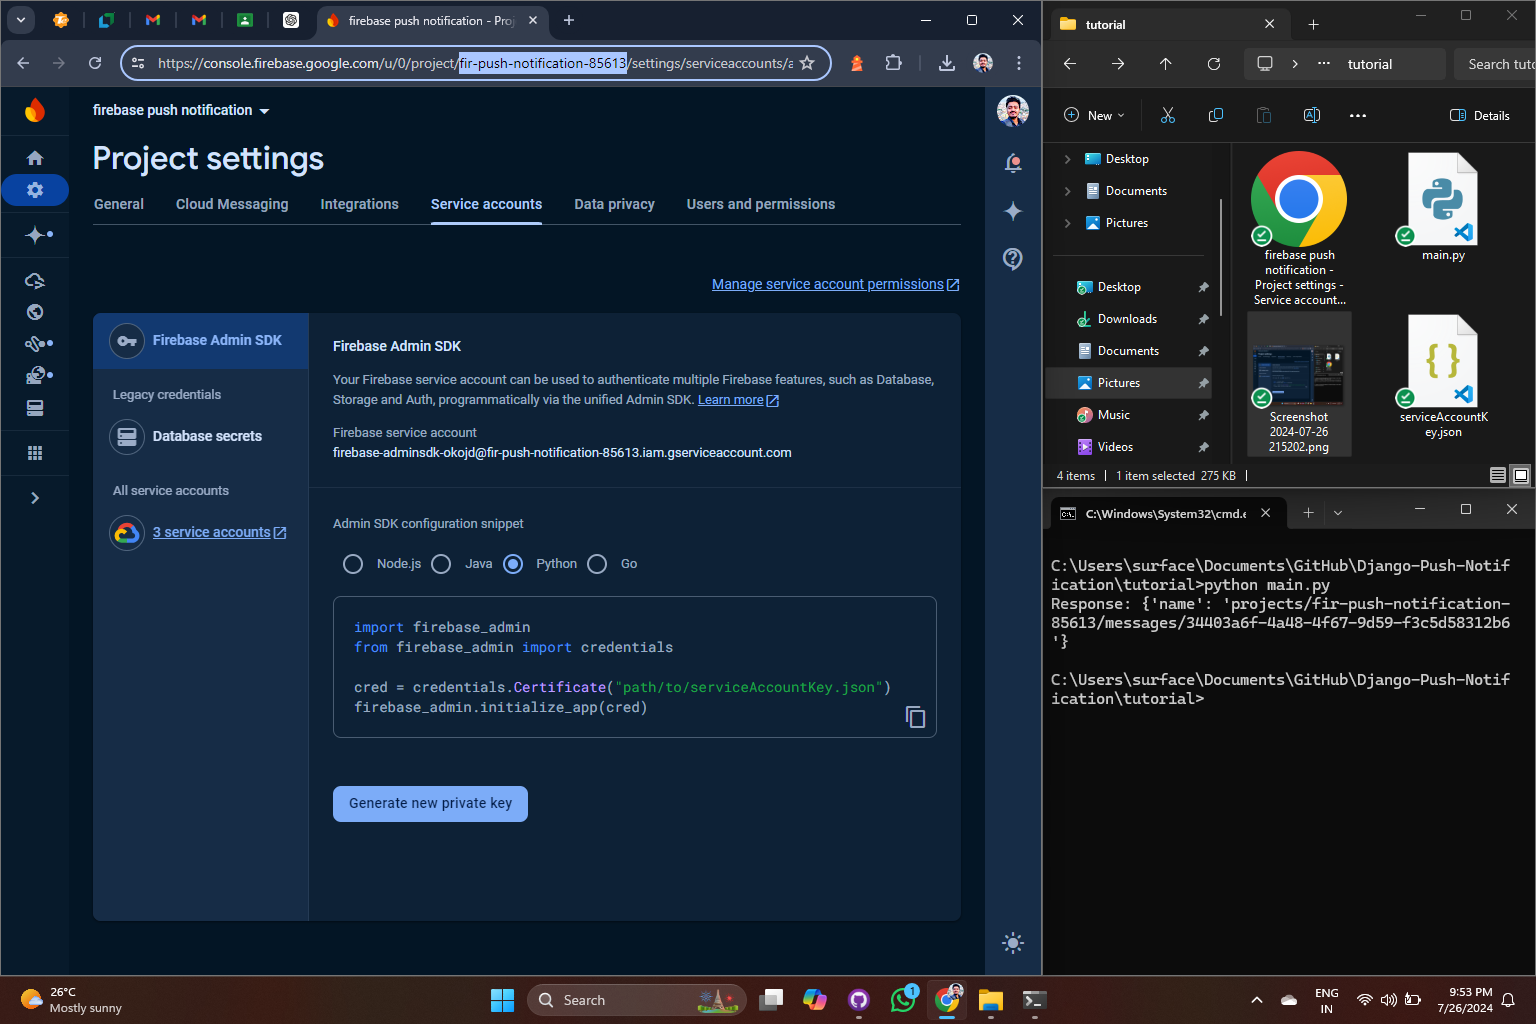 firebase push notification - Proj
https://console.firebase.google.com/u/0/project/fir-push-notification-85613/settings/serviceaccounts/a
firebase push notification
Project settings
General
Cloud Messaging
Integrations
Service accounts
Data privacy
Users and permissions
Manage service account permissions
Firebase Admin SDK
Legacy credentials
Database secrets
All service accounts
3 service accounts
Firebase Admin SDK
Your Firebase service account can be used to authenticate multiple Firebase features, such as Database,
Storage and Auth, programmatically via the unified Admin SDK. Learn more
Firebase service account
firebase-adminsdk-okojd@fir-push-notification-85613.iam.gserviceaccount.com
Admin SDK configuration snippet
Node.js
Java
Python
Go
import firebase_admin
from firebase_admin import credentials
cred = credentials.Certificate("path/to/serviceAccountKey.json")
firebase_admin.initialize_app(cred)
Generate new private key
tutorial
tutorial
Search tuto
New
Details
Desktop
Documents
Pictures
Desktop
Downloads
Documents
Pictures
Music
Videos
firebase push
notification -
Project settings -
Service account...
main.py
Screenshot
2024-07-26
215202.png
serviceAccountK
ey.json
4 items
1 item selected 275 KB
C:\Windows\System32\cmd.e
C:\Users\surface\Documents\GitHub\Django-Push-Notif
ication\tutorial>python main.py
Response: {'name': 'projects/fir-push-notification-
85613/messages/34403a6f-4a48-4f67-9d59-f3c5d58312b6
'}
C:\Users\surface\Documents\GitHub\Django-Push-Notif
ication\tutorial>
26°C
Mostly sunny
Search
1
ENG
IN
9:53 PM
7/26/2024